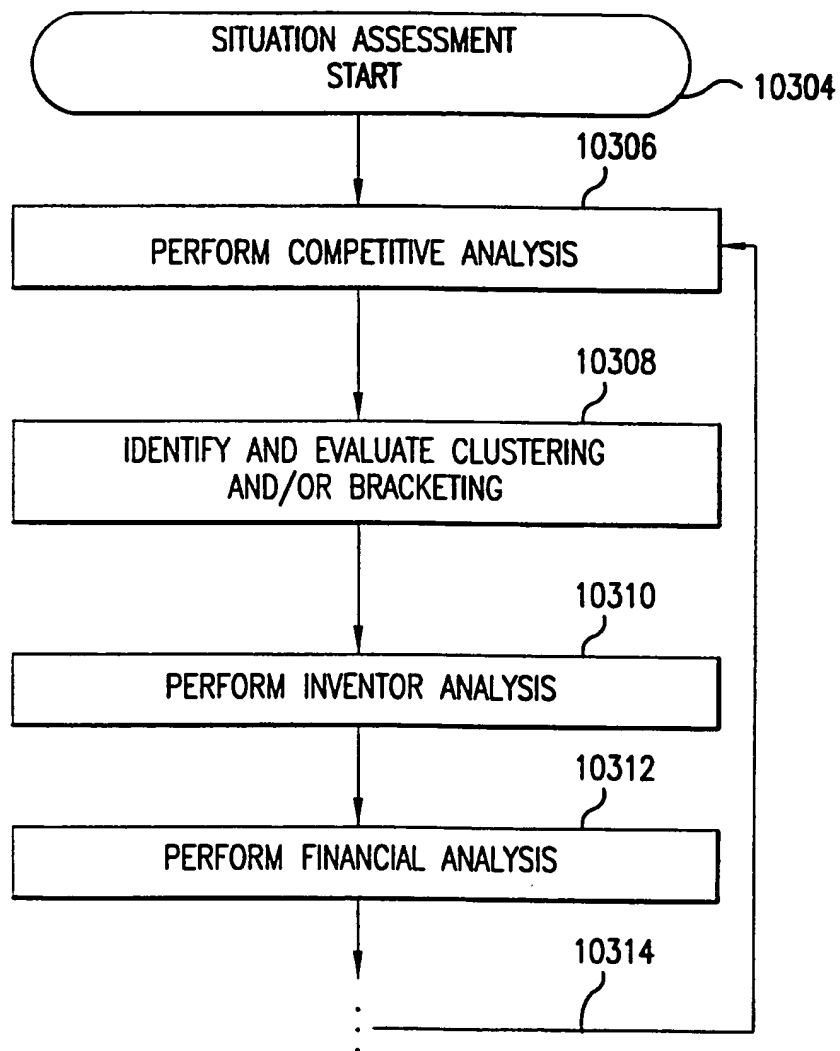 SITUATION ASSESSMENT
START
10304
10306
PERFORM COMPETITIVE ANALYSIS
10308
IDENTIFY AND EVALUATE CLUSTERING
AND/OR BRACKETING
10310
PERFORM INVENTOR ANALYSIS
10312
PERFORM FINANCIAL ANALYSIS
10314